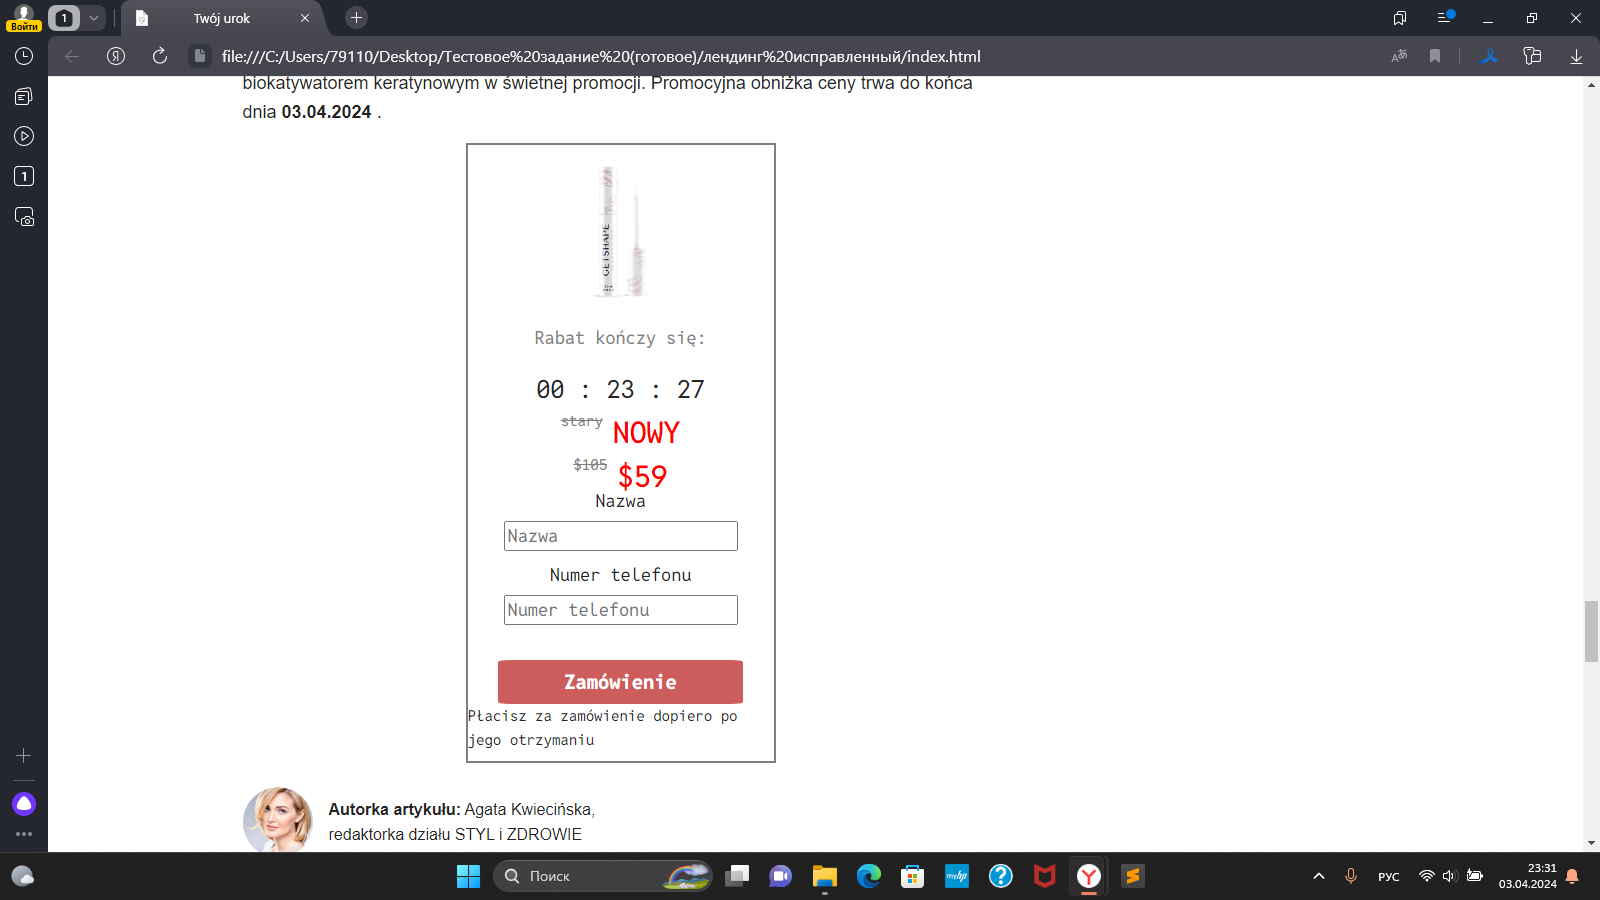 Войти
1
Twój urok
file:///C:/Users/79110/Desktop/Тестовое%20задание%20(готовое)/лендинг%20исправленный/index.html
1
biokatywatorem keratynowym w świetnej promocji. Promocyjna obniżka ceny trwa do końca
dnia 03.04.2024 .
GETSHAPE
Rabat kończy się:
00 : 23 : 27
stary NOWY
$105 $59
Nazwa
Nazwa
Numer telefonu
Numer telefonu
Zamówienie
Płacisz za zamówienie dopiero po
jego otrzymaniu
Autorka artykułu: Agata Kwiecińska,
redaktorka działu STYL i ZDROWIE
Поиск
myhp
РУС
23:31
03.04.2024